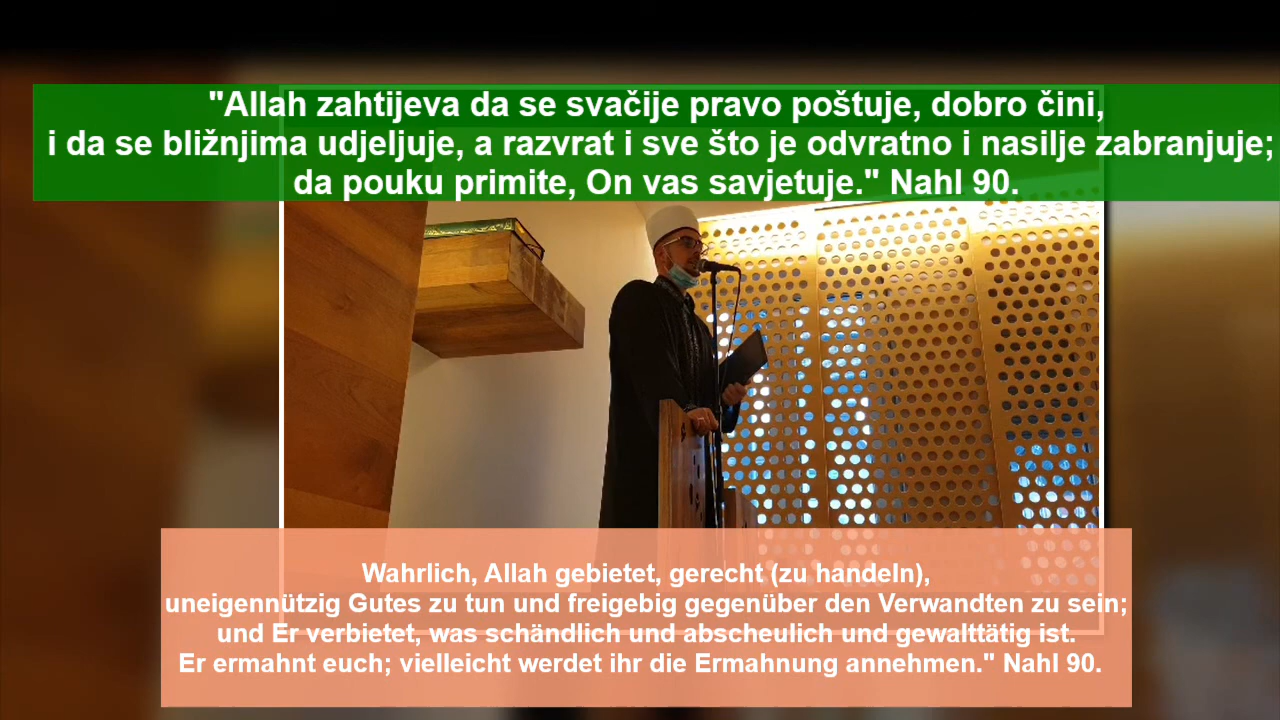 "Allah zahtijeva da se svačije pravo poštuje, dobro čini,
i da se bližnjima udjeljuje, a razvrat i sve što je odvratno i nasilje zabranjuje;
da pouku primite, On vas savjetuje." Nahl 90.
Wahrlich, Allah gebietet, gerecht (zu handeln),
uneigennützig Gutes zu tun und freigebig gegenüber den Verwandten zu sein;
und Er verbietet, was schändlich und abscheulich und gewalttätig ist.
Er ermahnt euch; vielleicht werdet ihr die Ermahnung annehmen." Nahl 90.